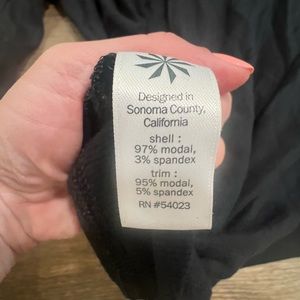 Designed in
Sonoma County,
California
shell :
97% modal,
3% spandex
trim :
95% modal,
5% spandex
RN #54023